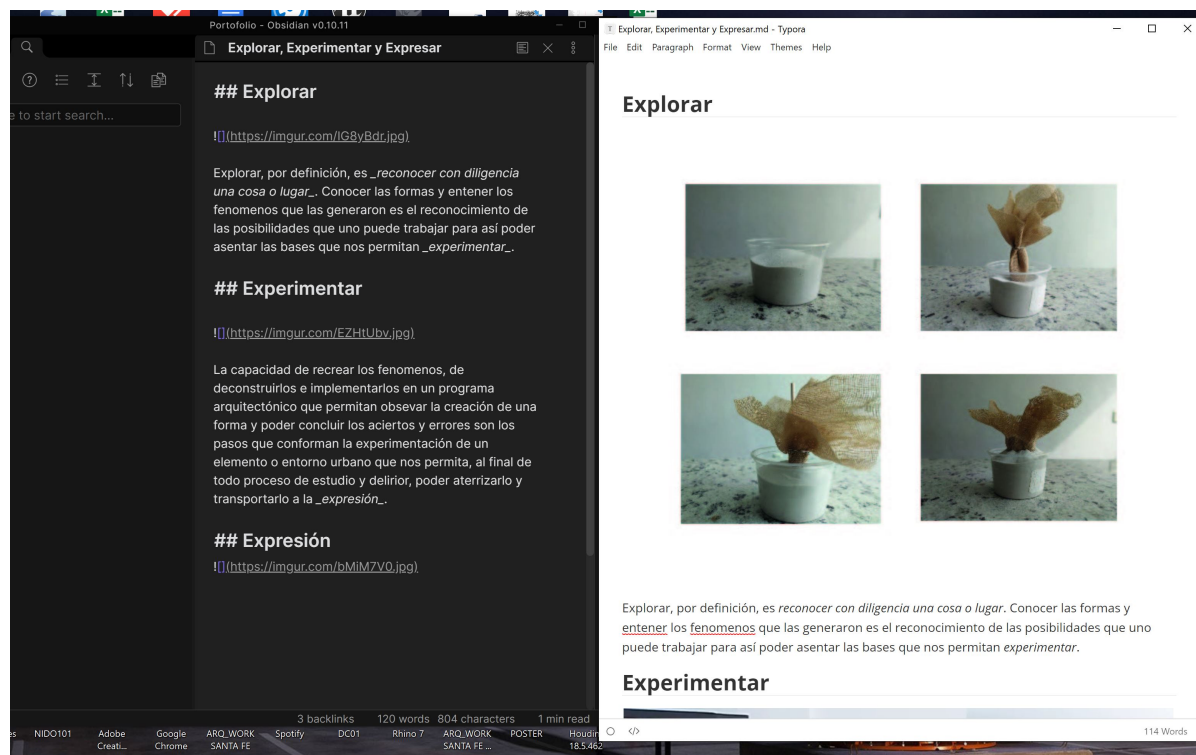 Portofolio - Obsidian v0.10.11
Explorar, Experimentar y Expresar
e to start search...
## Explorar
![](https://imgur.com/IG8yBdr.jpg)
Explorar, por definición, es _reconocer con diligencia
una cosa o lugar_. Conocer las formas y entener los
fenomenos que las generaron es el reconocimiento de
las posibilidades que uno puede trabajar para así poder
asentar las bases que nos permitan _experimentar_.
## Experimentar
![](https://imgur.com/EZHtUbv.jpg)
La capacidad de recrear los fenomenos, de
deconstruirlos e implementarlos en un programa
arquitectónico que permitan obsevar la creación de una
forma y poder concluir los aciertos y errores son los
pasos que conforman la experimentación de un
elemento o entorno urbano que nos permita, al final de
todo proceso de estudio y delirior, poder aterrizarlo y
transportarlo a la _expresión_.
## Expresión
![](https://imgur.com/bMiM7V0.jpg)
3 backlinks 120 words 804 characters 1 min read
T Explorar, Experimentar y Expresar.md - Typora
File Edit Paragraph Format View Themes Help
Explorar
Explorar, por definición, es reconocer con diligencia una cosa o lugar. Conocer las formas y
entener los fenomenos que las generaron es el reconocimiento de las posibilidades que uno
puede trabajar para así poder asentar las bases que nos permitan experimentar.
Experimentar
</> 114 Words
es NIDO101 Adobe Creati... Google Chrome ARQ_WORK SANTA FE Spotify DC01 Rhino 7 ARQ_WORK SANTA FE ... POSTER Houdin 18.5.462